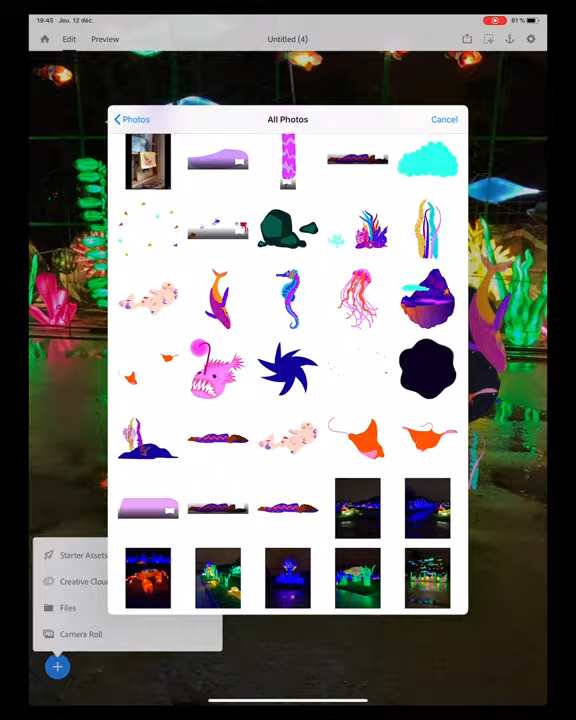 19:45 Jeu. 12 déc.
81 %
Edit
Preview
Untitled (4)
Photos
All Photos
Cancel
Starter Assets
Creative Cloud
Files
Camera Roll